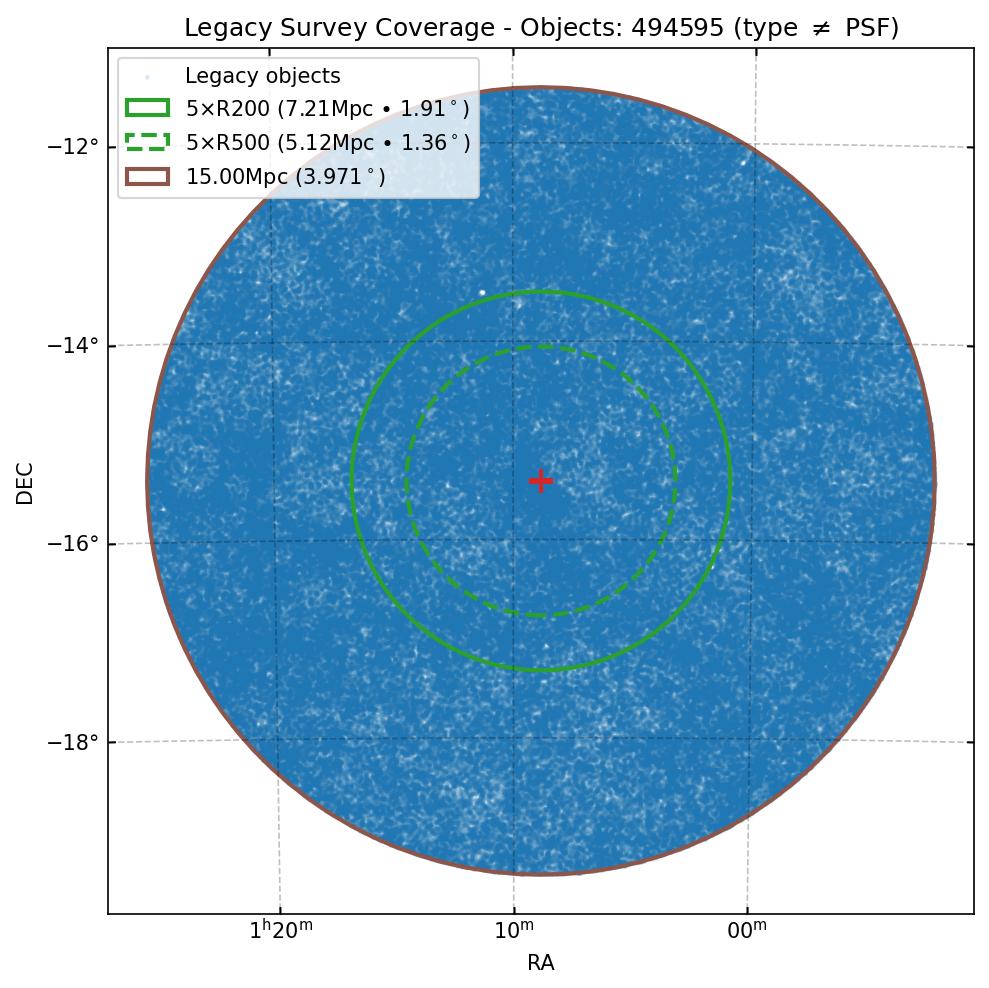 Legacy Survey Coverage - Objects: 494595 (type ≠ PSF)
Legacy objects
5×R200 (7.21Mpc • 1.91°)
5×R500 (5.12Mpc • 1.36°)
15.00Mpc (3.971°)
−12°
−14°
−16°
−18°
DEC
1ʰ20ᵐ 10ᵐ 00ᵐ
RA